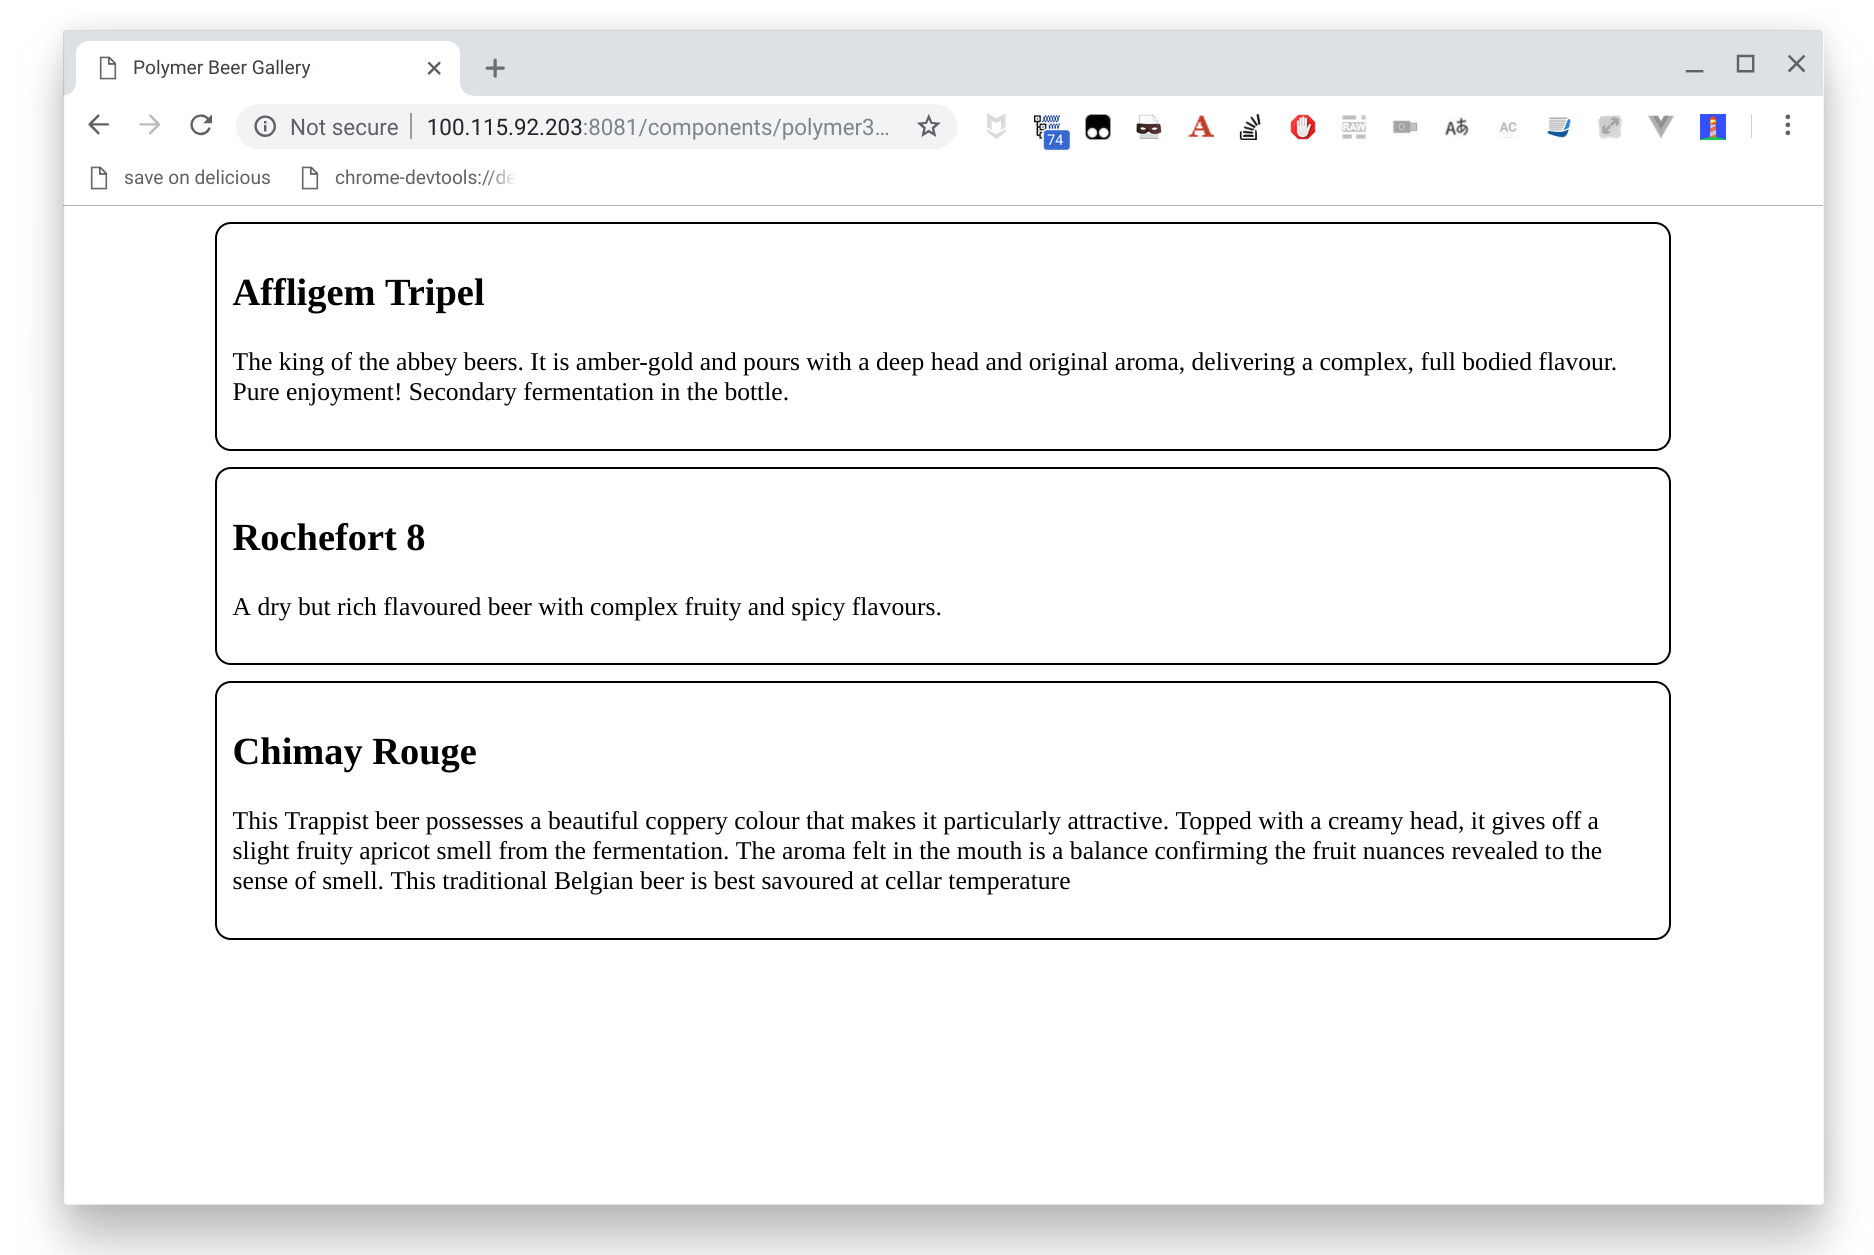 Polymer Beer Gallery
Not secure 100.115.92.203:8081/components/polymer3...
74
RAW
Aあ
AC
save on delicious chrome-devtools://de
Affligem Tripel
The king of the abbey beers. It is amber-gold and pours with a deep head and original aroma, delivering a complex, full bodied flavour.
Pure enjoyment! Secondary fermentation in the bottle.
Rochefort 8
A dry but rich flavoured beer with complex fruity and spicy flavours.
Chimay Rouge
This Trappist beer possesses a beautiful coppery colour that makes it particularly attractive. Topped with a creamy head, it gives off a
slight fruity apricot smell from the fermentation. The aroma felt in the mouth is a balance confirming the fruit nuances revealed to the
sense of smell. This traditional Belgian beer is best savoured at cellar temperature